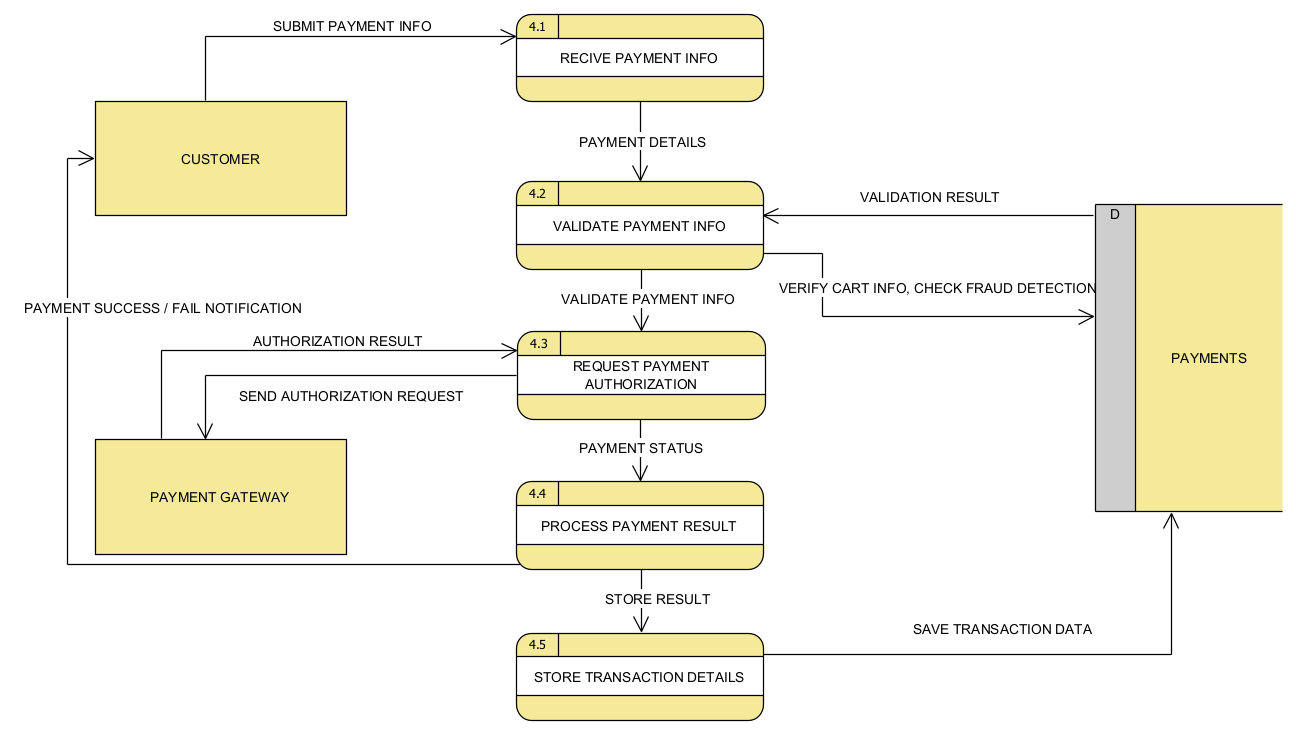 SUBMIT PAYMENT INFO
4.1
RECIVE PAYMENT INFO
CUSTOMER
PAYMENT DETAILS
4.2
VALIDATE PAYMENT INFO
VALIDATION RESULT
D
VERIFY CART INFO, CHECK FRAUD DETECTION
VALIDATE PAYMENT INFO
PAYMENT SUCCESS / FAIL NOTIFICATION
AUTHORIZATION RESULT
4.3
REQUEST PAYMENT
AUTHORIZATION
PAYMENTS
SEND AUTHORIZATION REQUEST
PAYMENT STATUS
PAYMENT GATEWAY
4.4
PROCESS PAYMENT RESULT
STORE RESULT
SAVE TRANSACTION DATA
4.5
STORE TRANSACTION DETAILS